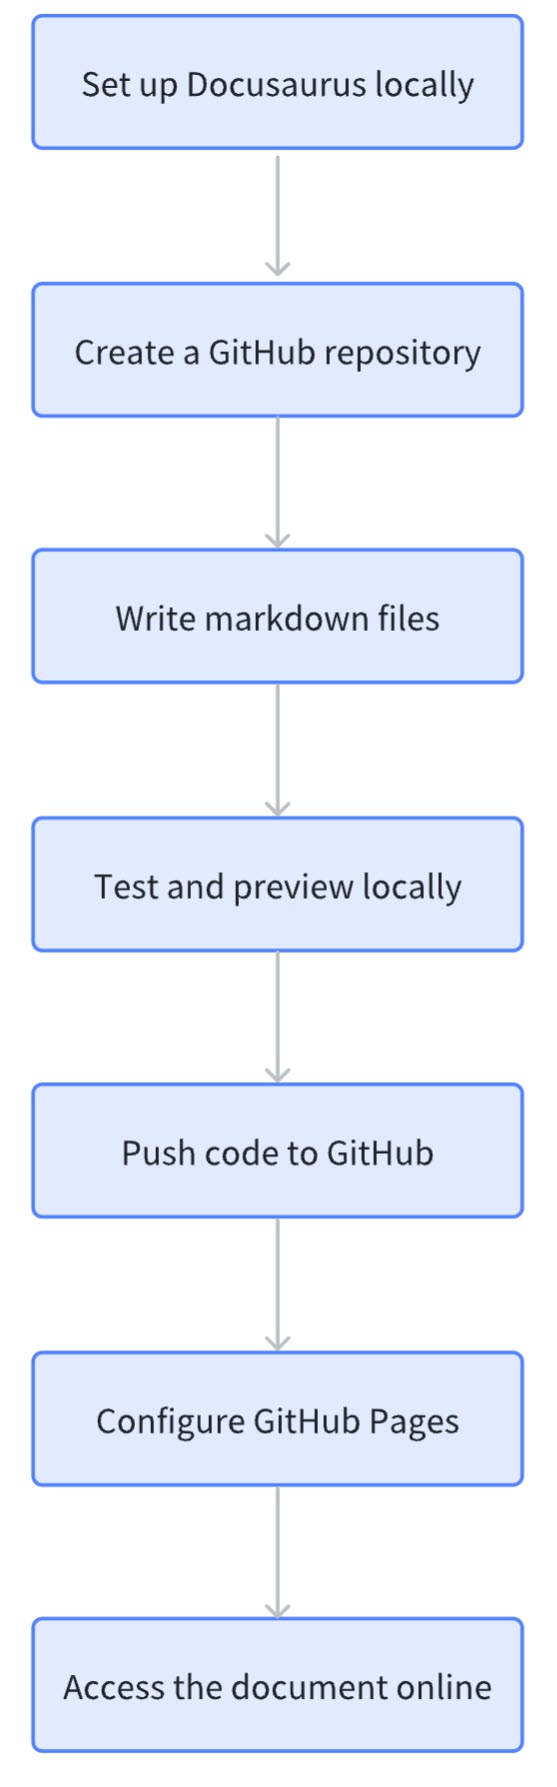 Set up Docusaurus locally
Create a GitHub repository
Write markdown files
Test and preview locally
Push code to GitHub
Configure GitHub Pages
Access the document online